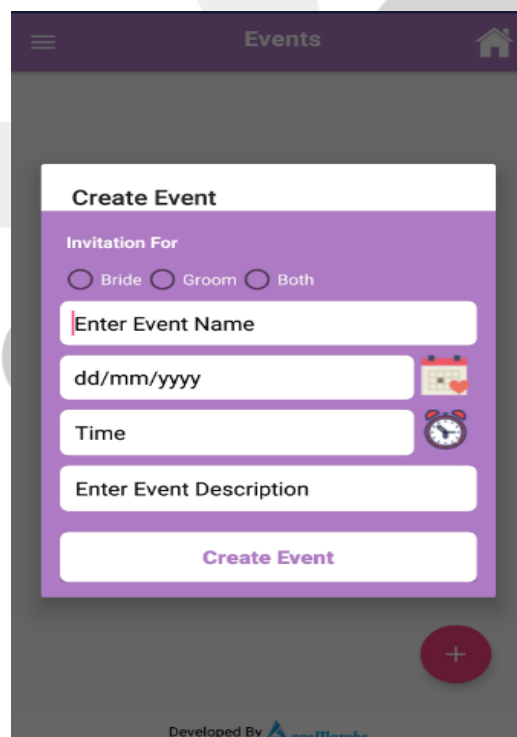 Events
Create Event
Invitation For
Bride Groom Both
Enter Event Name
dd/mm/yyyy
Time
Enter Event Description
Create Event
+
Developed By